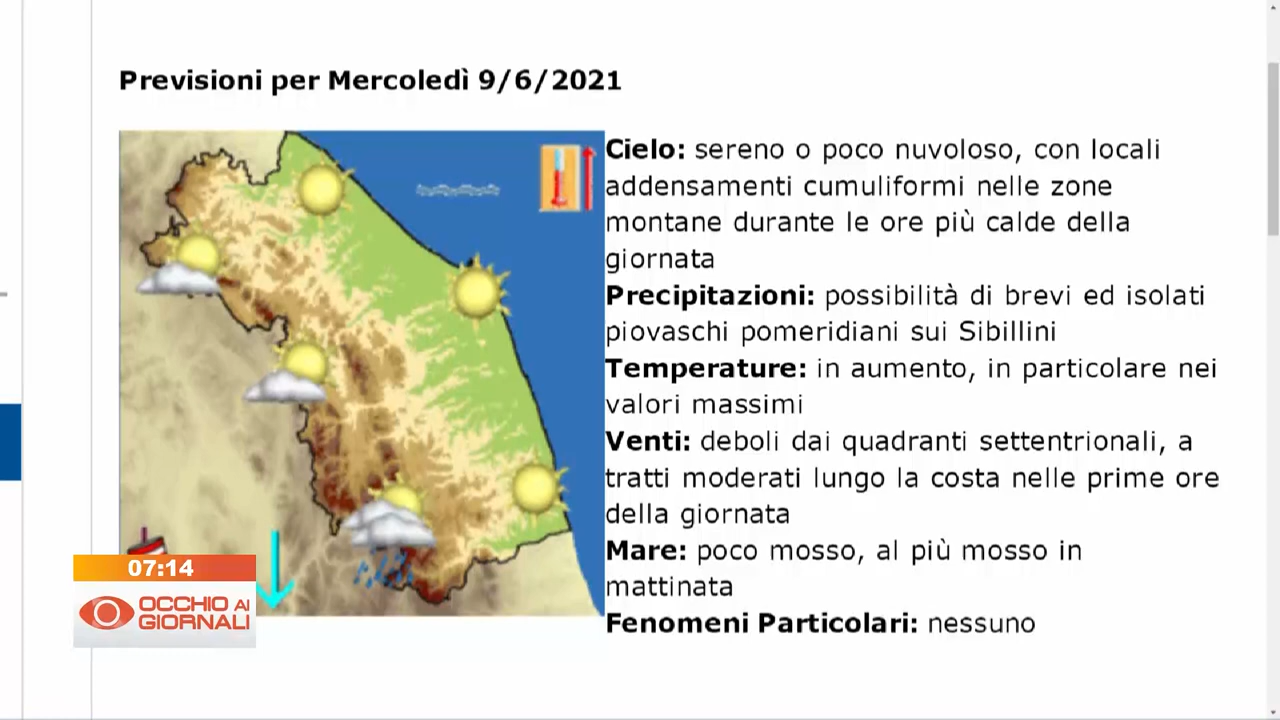 Previsioni per Mercoledì 9/6/2021
Cielo: sereno o poco nuvoloso, con locali
addensamenti cumuliformi nelle zone
montane durante le ore più calde della
giornata
Precipitazioni: possibilità di brevi ed isolati
piovaschi pomeridiani sui Sibillini
Temperature: in aumento, in particolare nei
valori massimi
Venti: deboli dai quadranti settentrionali, a
tratti moderati lungo la costa nelle prime ore
della giornata
Mare: poco mosso, al più mosso in
mattinata
Fenomeni Particolari: nessuno
07:14
OCCHIO AI
GIORNALI